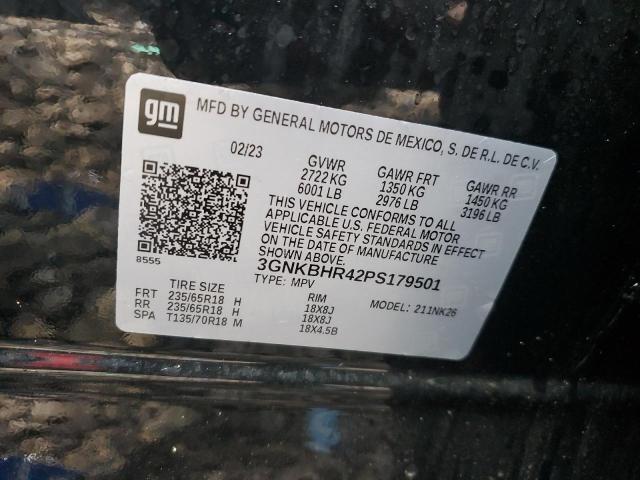 gm
MFD BY GENERAL MOTORS DE MEXICO, S. DE R.L. DE C.V.
02/23 GVWR GAWR FRT GAWR RR
2722 KG 1350 KG 1450 KG
6001 LB 2976 LB 3196 LB
THIS VEHICLE CONFORMS TO ALL
APPLICABLE U.S. FEDERAL MOTOR
VEHICLE SAFETY STANDARDS IN EFFECT
ON THE DATE OF MANUFACTURE
SHOWN ABOVE.
8555 3GNKBHR42PS179501
TYPE: MPV MODEL: 211NK26
TIRE SIZE RIM
FRT 235/65R18 H 18X8J
RR 235/65R18 H 18X8J
SPA T135/70R18 M 18X4.5B